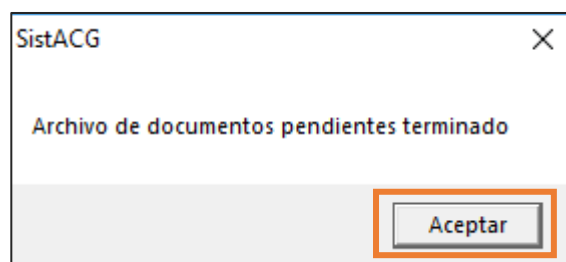 SistACG
Archivo de documentos pendientes terminado
Aceptar